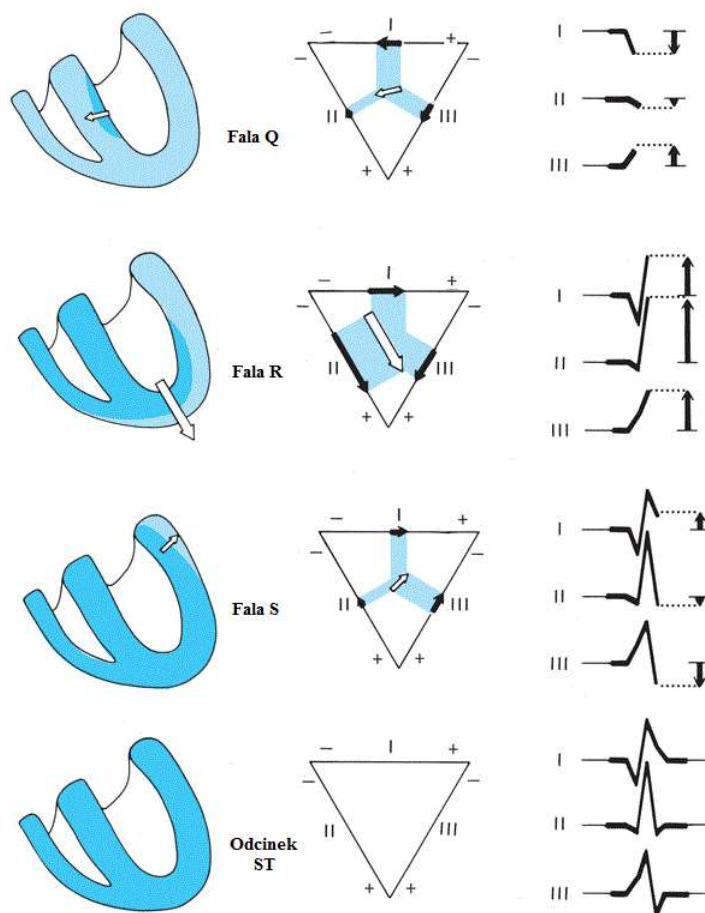 I
− +
− −
II III
+ +
I
II
III
Fala Q
I
− +
− −
II III
+ +
I
II
III
Fala R
I
− +
− −
II III
+ +
I
II
III
Fala S
I
− +
− −
II III
+ +
I
II
III
Odcinek
ST